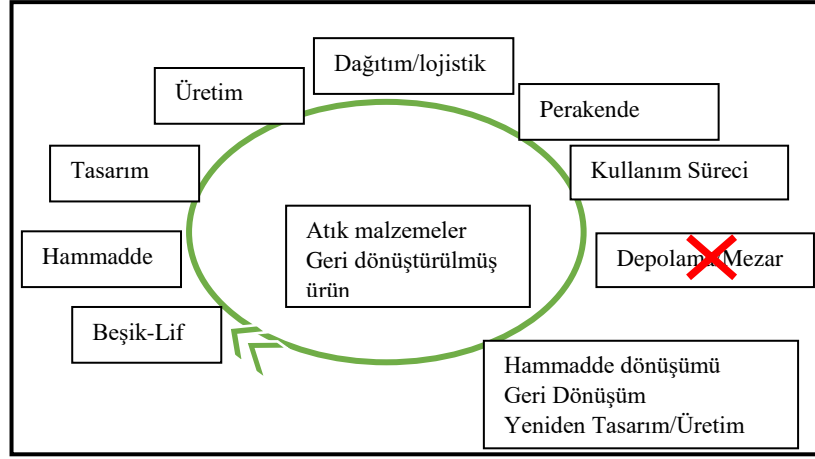 Dağıtım/lojistik
Üretim
Perakende
Tasarım
Kullanım Süreci
Atık malzemeler
Geri dönüştürülmüş
ürün
Hammadde
Depolama Mezar
Beşik-Lif
Hammadde dönüşümü
Geri Dönüşüm
Yeniden Tasarım/Üretim